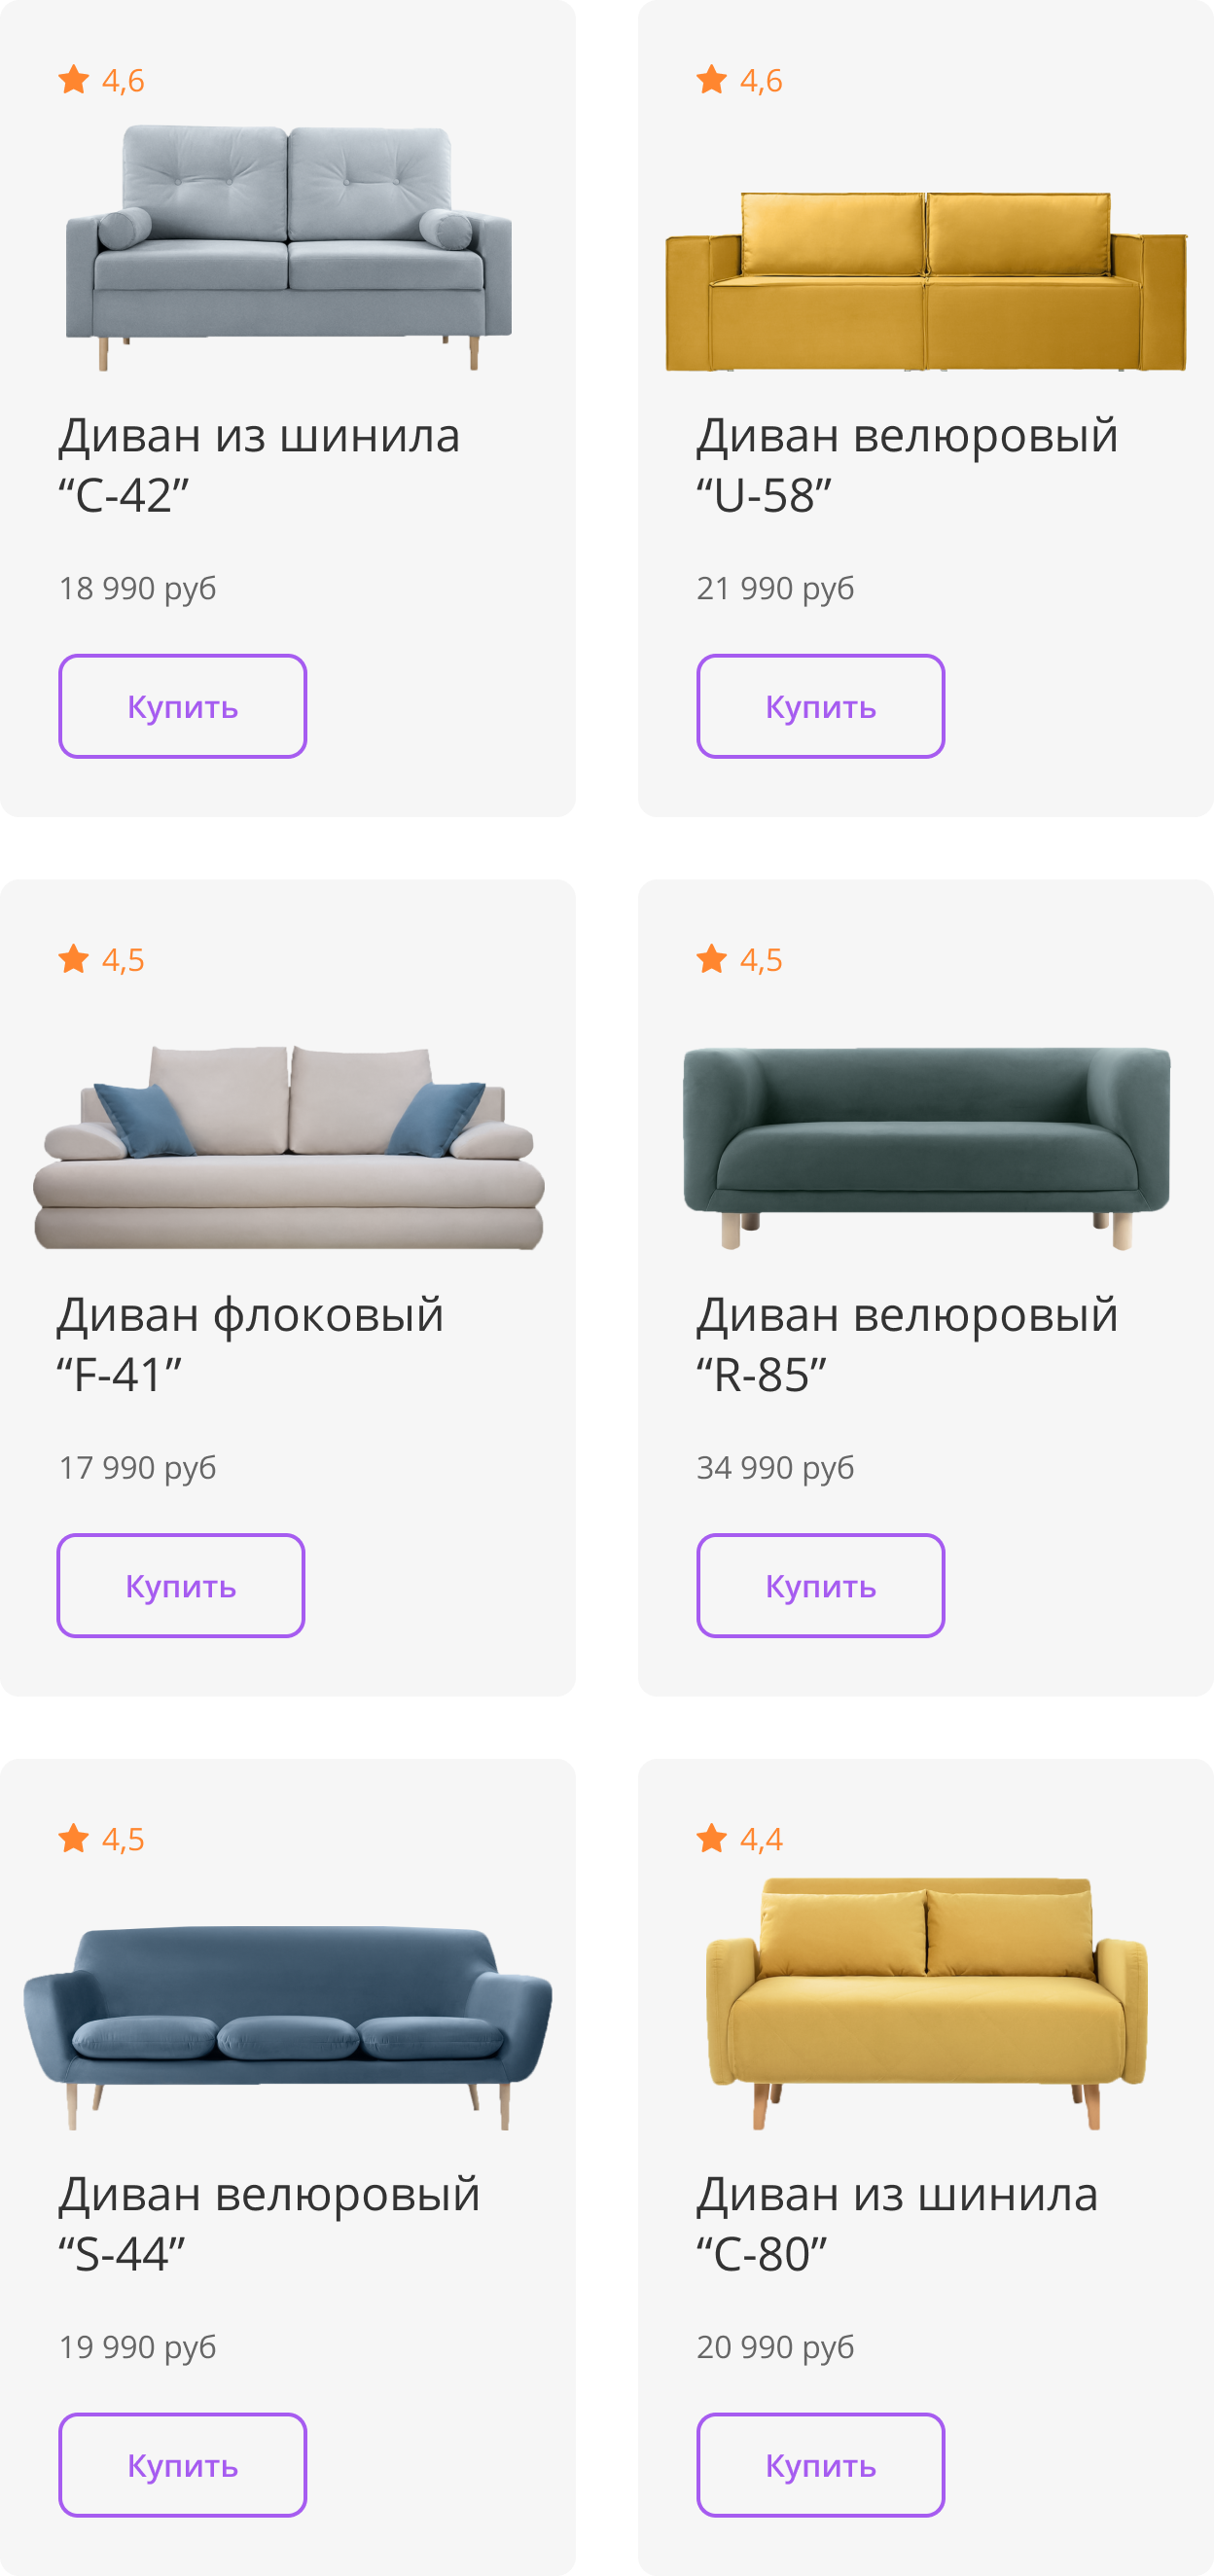 4,6
Диван из шинила
“C-42”
18 990 руб
Купить
4,6
Диван велюровый
“U-58”
21 990 руб
Купить
4,5
Диван флоковый
“F-41”
17 990 руб
Купить
4,5
Диван велюровый
“R-85”
34 990 руб
Купить
4,5
Диван велюровый
“S-44”
19 990 руб
Купить
4,4
Диван из шинила
“C-80”
20 990 руб
Купить